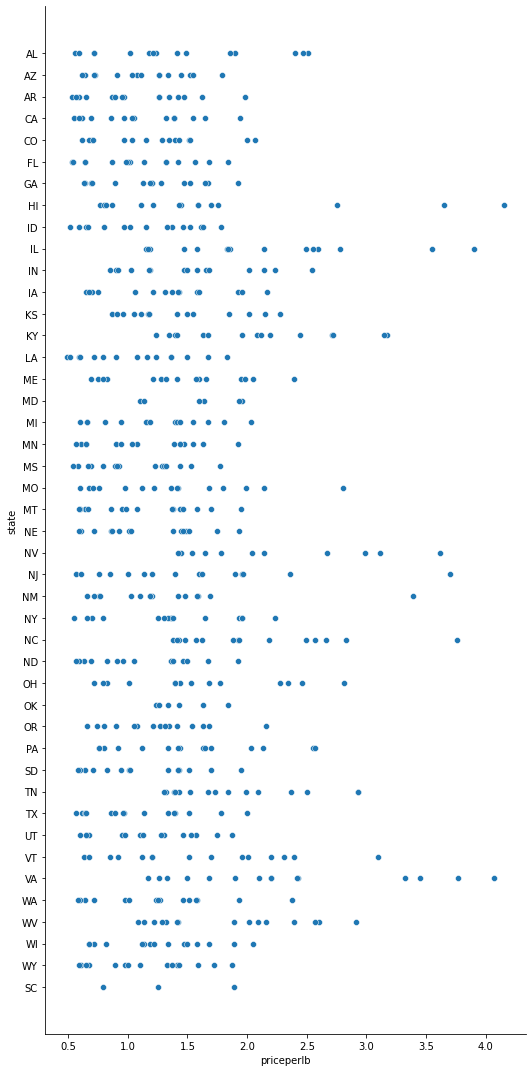 AL
AZ
AR
CA
CO
FL
GA
HI
ID
IL
IN
IA
KS
KY
LA
ME
MD
MI
MN
MS
MO
MT
NE
NV
NJ
NM
NY
NC
ND
OH
OK
OR
PA
SD
TN
TX
UT
VT
VA
WA
WV
WI
WY
SC
state
0.5 1.0 1.5 2.0 2.5 3.0 3.5 4.0
priceperlb